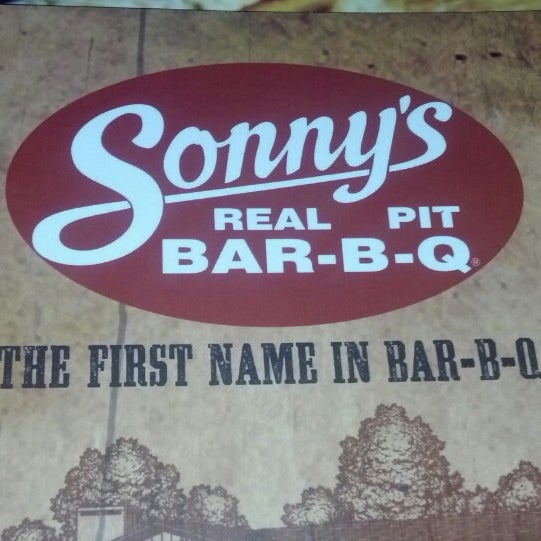 Sonny's
REAL PIT
BAR-B-Q®
THE FIRST NAME IN BAR-B-Q